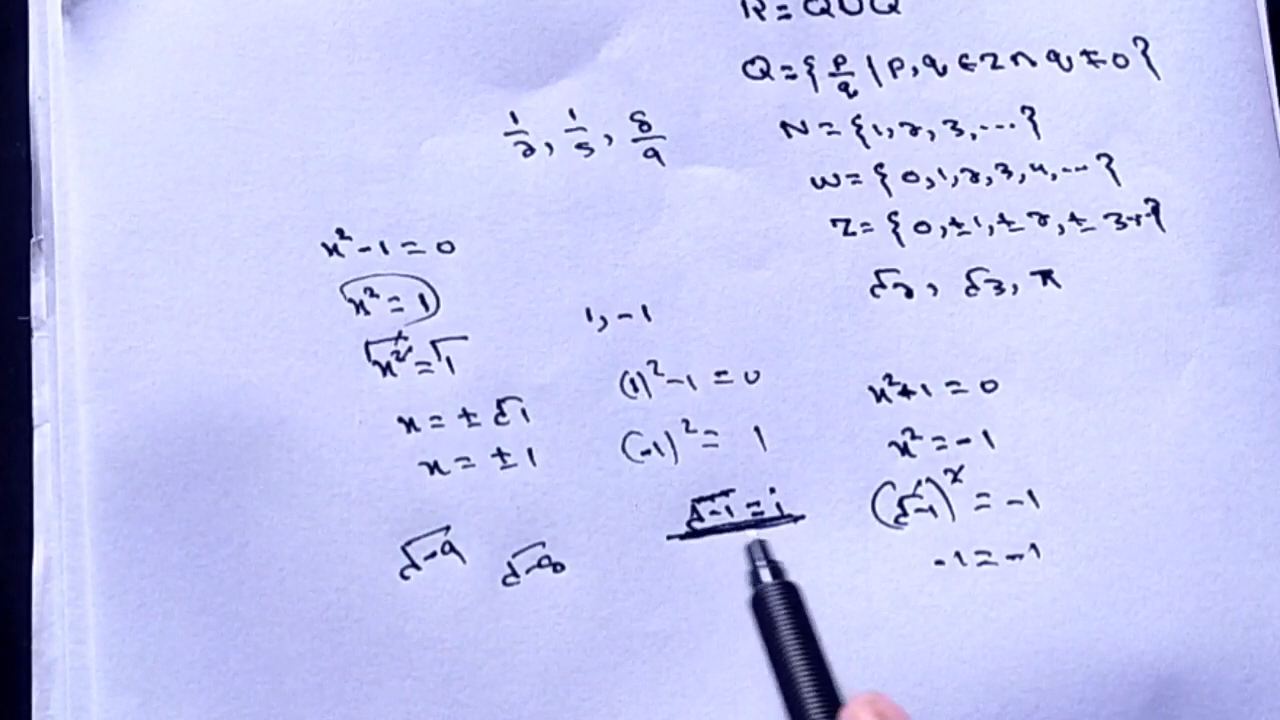 R = Q ∪ Q
Q = { p/q | p, q ∈ Z ∧ q ≠ 0 }
1/2, 1/5, 8/9
N = {1, 2, 3, ...}
W = { 0, 1, 2, 3, 4, ... }
Z = { 0, ±1, ± 2, ± 3, }
√2, √3, π
x² - 1 = 0
x² = 1
√x² = √1
x = ± √1
x = ± 1
1, -1
(1)² - 1 = 0
(-1)² = 1
x² + 1 = 0
x² = -1
(√-1)² = -1
-1 = -1
√-1 = i
√-9